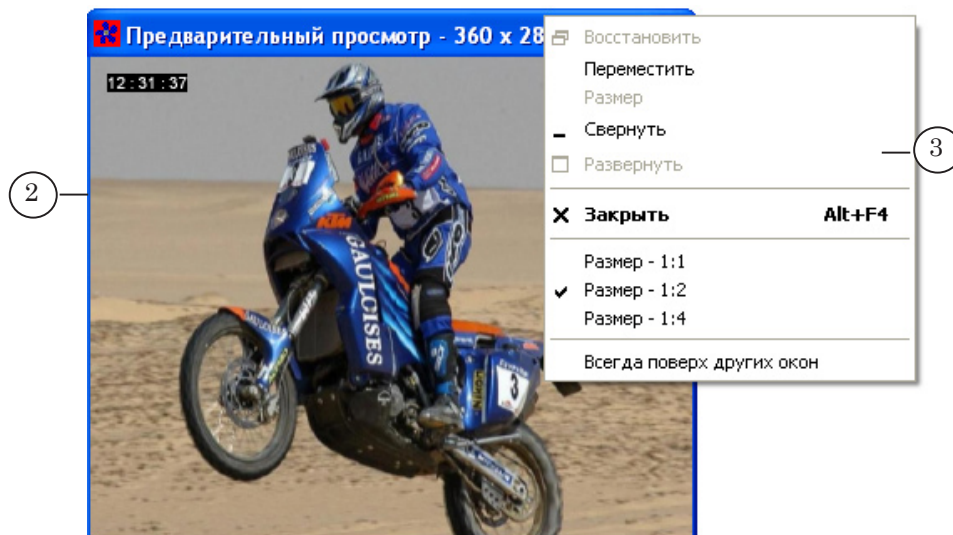 Предварительный просмотр - 360 x 28
12:31:37
Восстановить
Переместить
Размер
Свернуть
Развернуть
Закрыть Alt+F4
Размер - 1:1
Размер - 1:2
Размер - 1:4
Всегда поверх других окон
2
3
GAULOISES
KTM
3